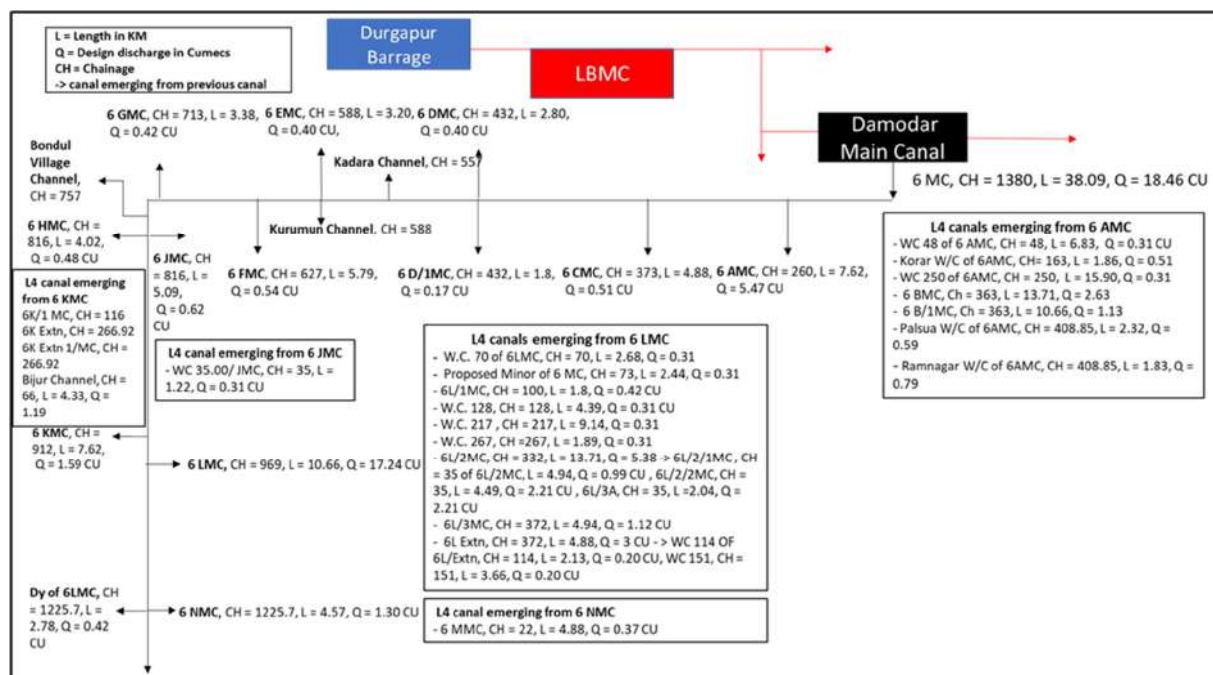 L = Length in KM
Q = Design discharge in Cumecs
CH = Chainage
-> canal emerging from previous canal
Durgapur
Barrage
LBMC
Damodar
Main Canal
6 GMC, CH = 713, L = 3.38,
Q = 0.42 CU
6 EMC, CH = 588, L = 3.20,
Q = 0.40 CU,
6 DMC, CH = 432, L = 2.80,
Q = 0.40 CU
Bondul
Village
Channel,
CH = 757
Kadara Channel, CH = 557
6 MC, CH = 1380, L = 38.09, Q = 18.46 CU
Kurumun Channel. CH = 588
6 HMC, CH =
816, L = 4.02,
Q = 0.48 CU
6 JMC, CH
= 816, L =
5.09,
Q = 0.62
CU
6 FMC, CH = 627, L = 5.79,
Q = 0.54 CU
6 D/1MC, CH = 432, L = 1.8,
Q = 0.17 CU
6 CMC, CH = 373, L = 4.88,
Q = 0.51 CU
6 AMC, CH = 260, L = 7.62,
Q = 5.47 CU
L4 canals emerging from 6 AMC
- WC 48 of 6 AMC, CH = 48, L = 6.83, Q = 0.31 CU
- Korar W/C of 6AMC, CH= 163, L = 1.86, Q = 0.51
- WC 250 of 6AMC, CH = 250, L = 15.90, Q = 0.31
- 6 BMC, Ch = 363, L = 13.71, Q = 2.63
- 6 B/1MC, Ch = 363, L = 10.66, Q = 1.13
- Palsua W/C of 6AMC, CH = 408.85, L = 2.32, Q =
0.59
- Ramnagar W/C of 6AMC, CH = 408.85, L = 1.83, Q =
0.79
L4 canal emerging
from 6 KMC
6K/1 MC, CH = 116
6K Extn, CH = 266.92
6K Extn 1/MC, CH =
266.92
Bijur Channel, CH =
66, L = 4.33, Q =
1.19
L4 canal emerging from 6 JMC
- WC 35.00/ JMC, CH = 35, L =
1.22, Q = 0.31 CU
L4 canals emerging from 6 LMC
- W.C. 70 of 6LMC, CH = 70, L = 2.68, Q = 0.31
- Proposed Minor of 6 MC, CH = 73, L = 2.44, Q = 0.31
- 6L/1MC, CH = 100, L = 1.8, Q = 0.42 CU
- W.C. 128, CH = 128, L = 4.39, Q = 0.31 CU
- W.C. 217 , CH = 217, L = 9.14, Q = 0.31
- W.C. 267, CH =267, L = 1.89, Q = 0.31
- 6L/2MC, CH = 332, L = 13.71, Q = 5.38 -> 6L/2/1MC , CH
= 35 of 6L/2MC, L = 4.94, Q = 0.99 CU , 6L/2/2MC, CH =
35, L = 4.49, Q = 2.21 CU , 6L/3A, CH = 35, L =2.04, Q =
2.21 CU
- 6L/3MC, CH = 372, L = 4.94, Q = 1.12 CU
- 6L Extn, CH = 372, L = 4.88, Q = 3 CU -> WC 114 OF
6L/Extn, CH = 114, L = 2.13, Q = 0.20 CU, WC 151, CH =
151, L = 3.66, Q = 0.20 CU
6 KMC, CH =
912, L = 7.62,
Q = 1.59 CU
6 LMC, CH = 969, L = 10.66, Q = 17.24 CU
Dy of 6LMC, CH
= 1225.7, L =
2.78, Q = 0.42
CU
6 NMC, CH = 1225.7, L = 4.57, Q = 1.30 CU
L4 canal emerging from 6 NMC
- 6 MMC, CH = 22, L = 4.88, Q = 0.37 CU